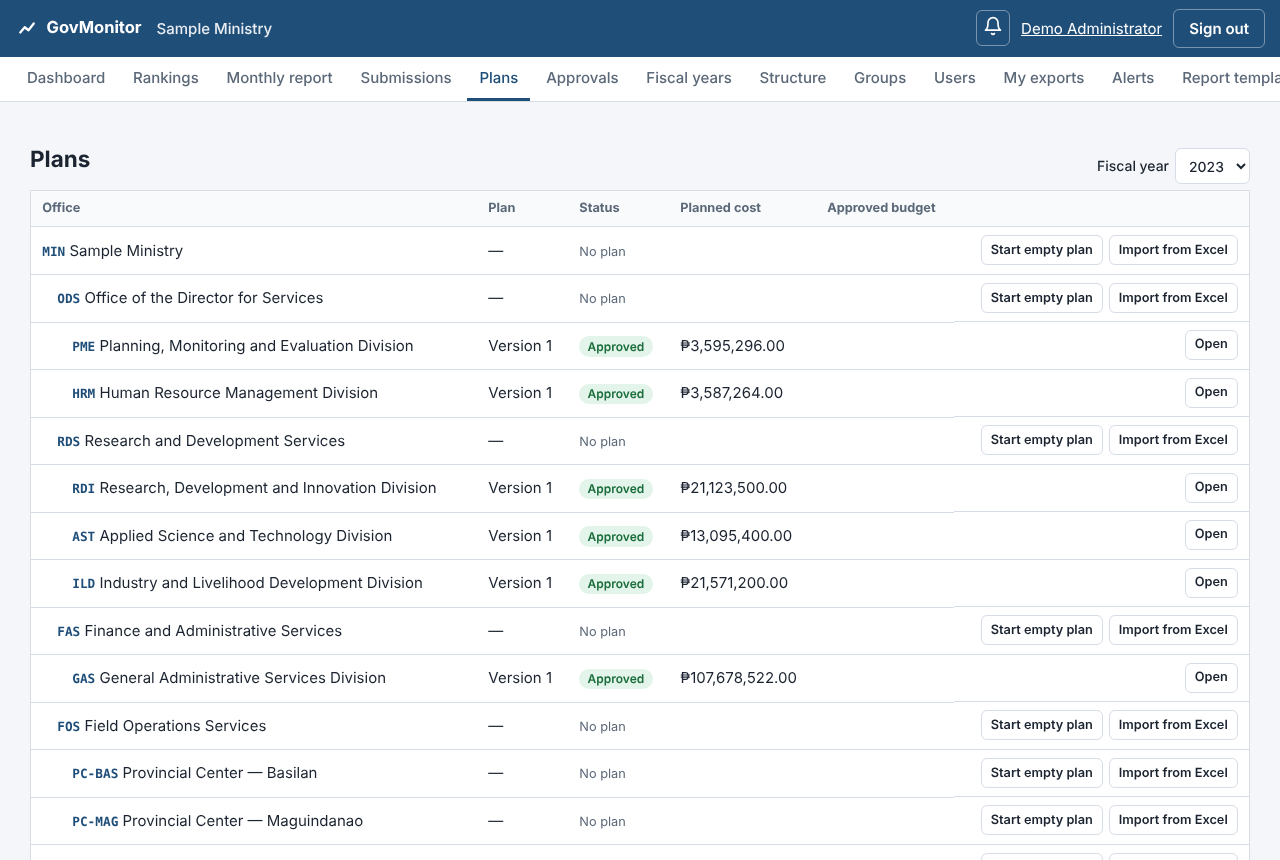 GovMonitor Sample Ministry Demo Administrator Sign out
Dashboard Rankings Monthly report Submissions Plans Approvals Fiscal years Structure Groups Users My exports Alerts Report
Plans
Fiscal year 2023
Office Plan Status Planned cost Approved budget
MIN Sample Ministry — No plan Start empty plan Import from Excel
ODS Office of the Director for Services — No plan Start empty plan Import from Excel
PME Planning, Monitoring and Evaluation Division Version 1 Approved ₱3,595,296.00 Open
HRM Human Resource Management Division Version 1 Approved ₱3,587,264.00 Open
RDS Research and Development Services — No plan Start empty plan Import from Excel
RDI Research, Development and Innovation Division Version 1 Approved ₱21,123,500.00 Open
AST Applied Science and Technology Division Version 1 Approved ₱13,095,400.00 Open
ILD Industry and Livelihood Development Division Version 1 Approved ₱21,571,200.00 Open
FAS Finance and Administrative Services — No plan Start empty plan Import from Excel
GAS General Administrative Services Division Version 1 Approved ₱107,678,522.00 Open
FOS Field Operations Services — No plan Start empty plan Import from Excel
PC-BAS Provincial Center — Basilan — No plan Start empty plan Import from Excel
PC-MAG Provincial Center — Maguindanao — No plan Start empty plan Import from Excel